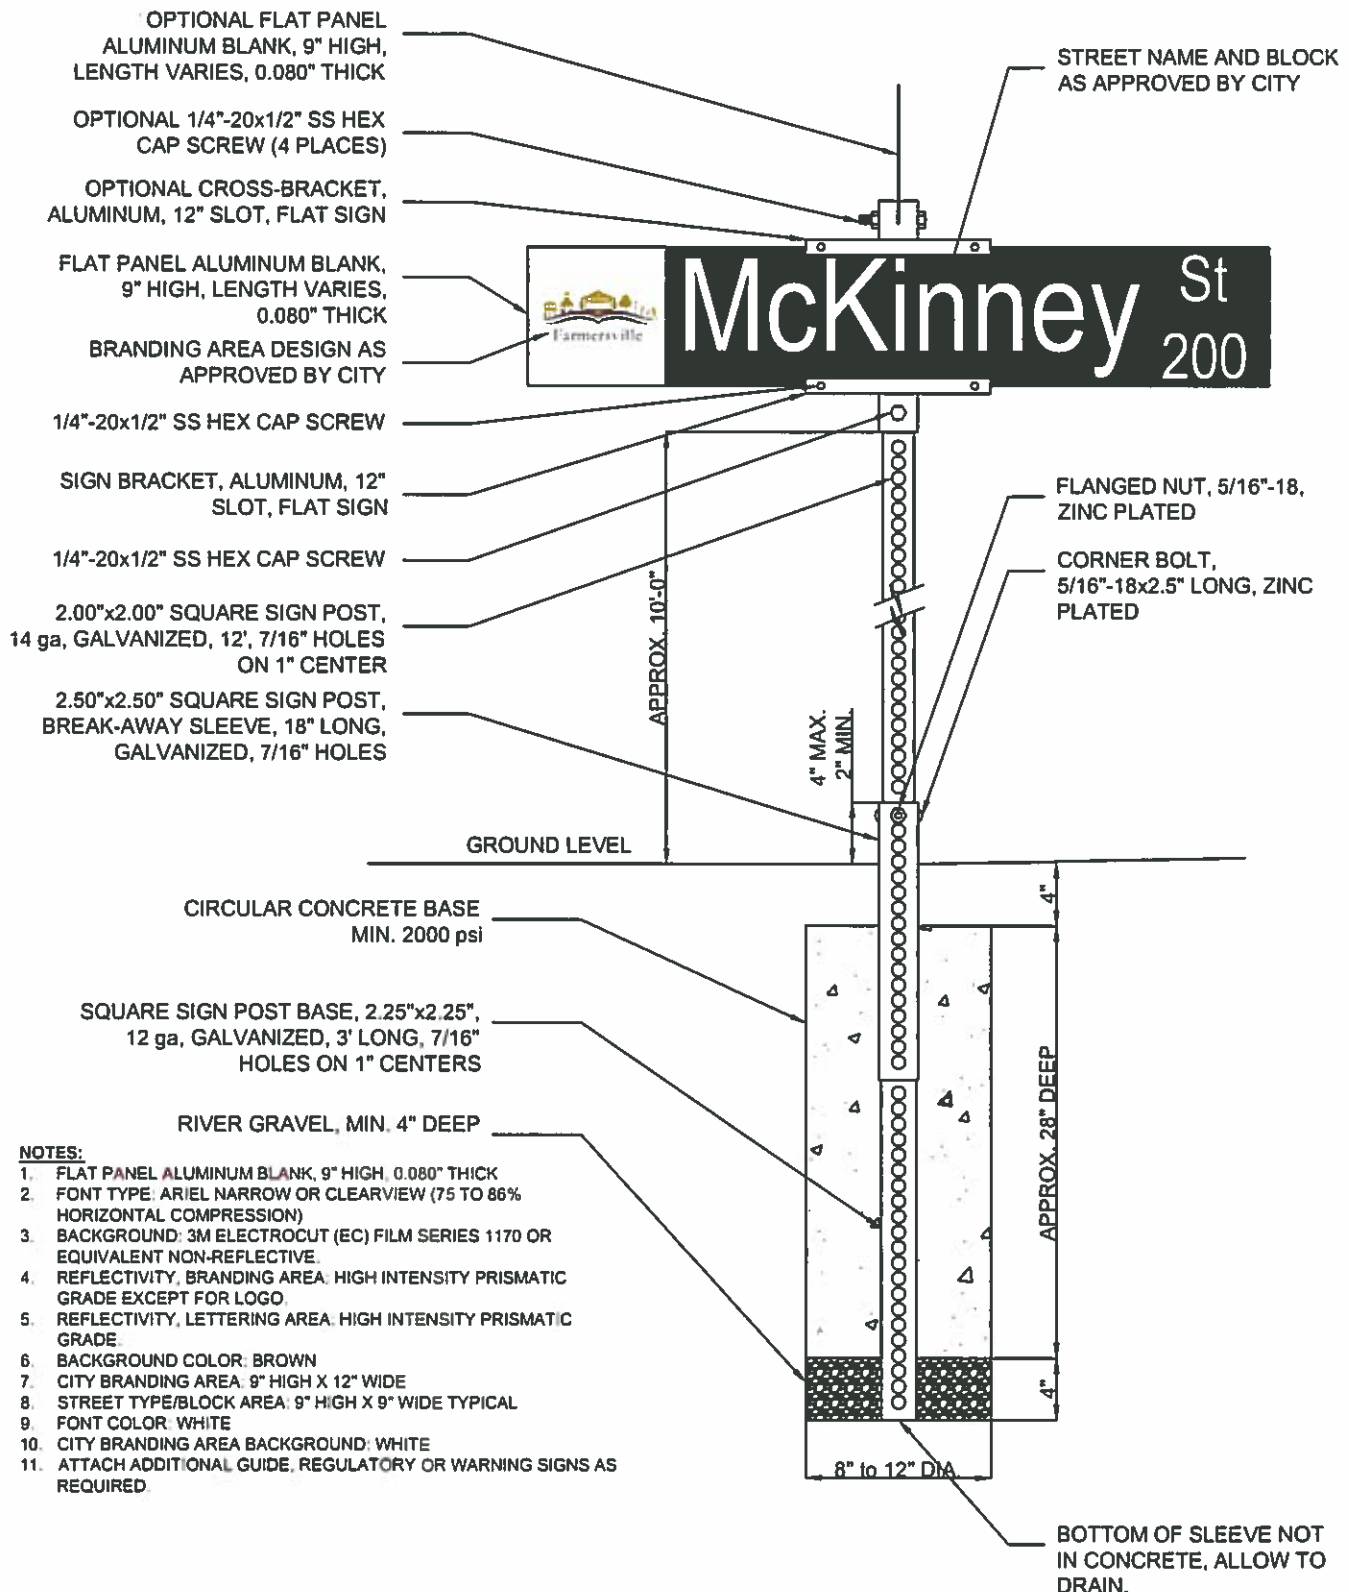 OPTIONAL FLAT PANEL
ALUMINUM BLANK, 9" HIGH,
LENGTH VARIES, 0.080" THICK
STREET NAME AND BLOCK
AS APPROVED BY CITY
OPTIONAL 1/4"-20x1/2" SS HEX
CAP SCREW (4 PLACES)
OPTIONAL CROSS-BRACKET,
ALUMINUM, 12" SLOT, FLAT SIGN
FLAT PANEL ALUMINUM BLANK,
9" HIGH, LENGTH VARIES,
0.080" THICK
Farmersville
McKinney St
200
BRANDING AREA DESIGN AS
APPROVED BY CITY
1/4"-20x1/2" SS HEX CAP SCREW
SIGN BRACKET, ALUMINUM, 12"
SLOT, FLAT SIGN
FLANGED NUT, 5/16"-18,
ZINC PLATED
1/4"-20x1/2" SS HEX CAP SCREW
CORNER BOLT,
5/16"-18x2.5" LONG, ZINC
PLATED
2.00"x2.00" SQUARE SIGN POST,
14 ga, GALVANIZED, 12', 7/16" HOLES
ON 1" CENTER
APPROX. 10'-0"
2.50"x2.50" SQUARE SIGN POST,
BREAK-AWAY SLEEVE, 18" LONG,
GALVANIZED, 7/16" HOLES
4" MAX.
2" MIN.
GROUND LEVEL
4"
CIRCULAR CONCRETE BASE
MIN. 2000 psi
SQUARE SIGN POST BASE, 2.25"x2.25",
12 ga, GALVANIZED, 3' LONG, 7/16"
HOLES ON 1" CENTERS
APPROX. 28" DEEP
RIVER GRAVEL, MIN. 4" DEEP
4"
8" to 12" DIA.
BOTTOM OF SLEEVE NOT
IN CONCRETE, ALLOW TO
DRAIN.
NOTES:
1. FLAT PANEL ALUMINUM BLANK, 9" HIGH, 0.080" THICK
2. FONT TYPE: ARIEL NARROW OR CLEARVIEW (75 TO 86%
HORIZONTAL COMPRESSION)
3. BACKGROUND: 3M ELECTROCUT (EC) FILM SERIES 1170 OR
EQUIVALENT NON-REFLECTIVE.
4. REFLECTIVITY, BRANDING AREA: HIGH INTENSITY PRISMATIC
GRADE EXCEPT FOR LOGO.
5. REFLECTIVITY, LETTERING AREA: HIGH INTENSITY PRISMATIC
GRADE.
6. BACKGROUND COLOR: BROWN
7. CITY BRANDING AREA: 9" HIGH X 12" WIDE
8. STREET TYPE/BLOCK AREA: 9" HIGH X 9" WIDE TYPICAL
9. FONT COLOR: WHITE
10. CITY BRANDING AREA BACKGROUND: WHITE
11. ATTACH ADDITIONAL GUIDE, REGULATORY OR WARNING SIGNS AS
REQUIRED.